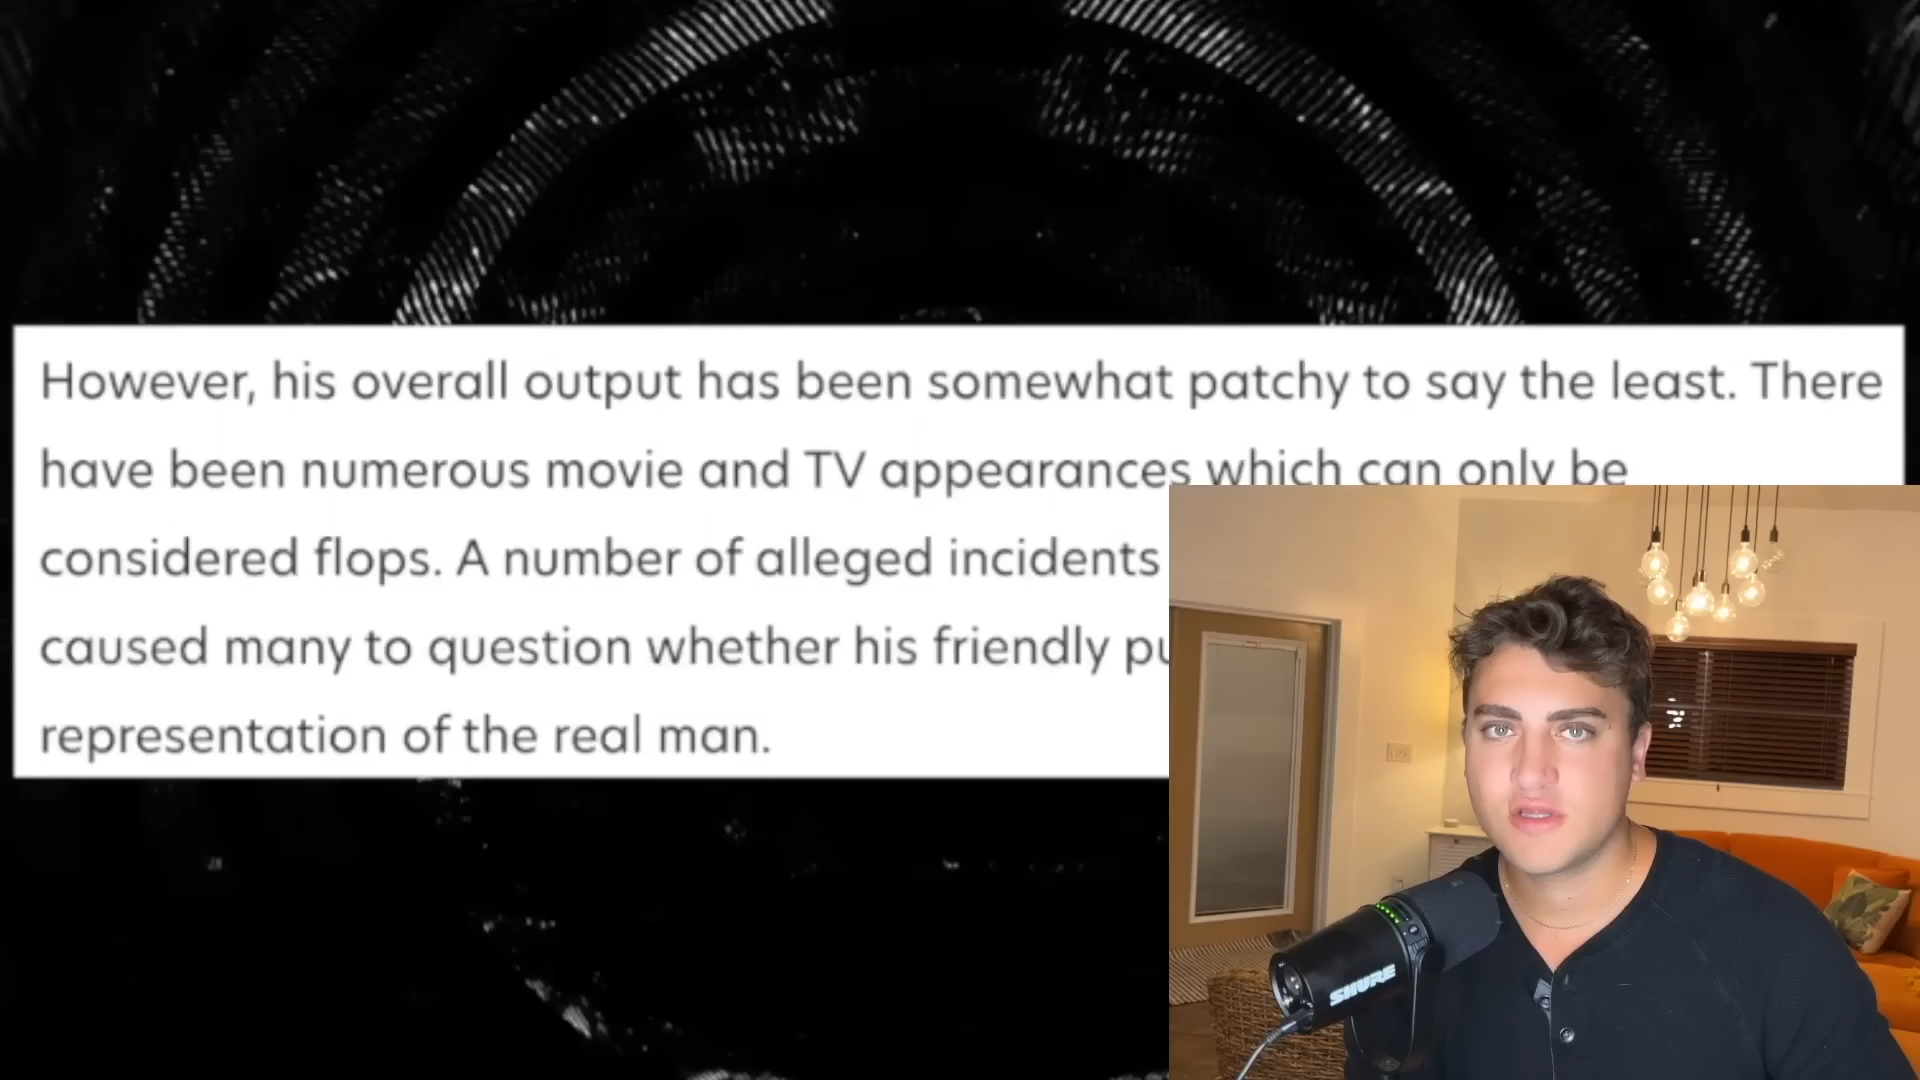 However, his overall output has been somewhat patchy to say the least. There
have been numerous movie and TV appearances which can only be
considered flops. A number of alleged incidents
caused many to question whether his friendly
representation of the real man.
SHURE